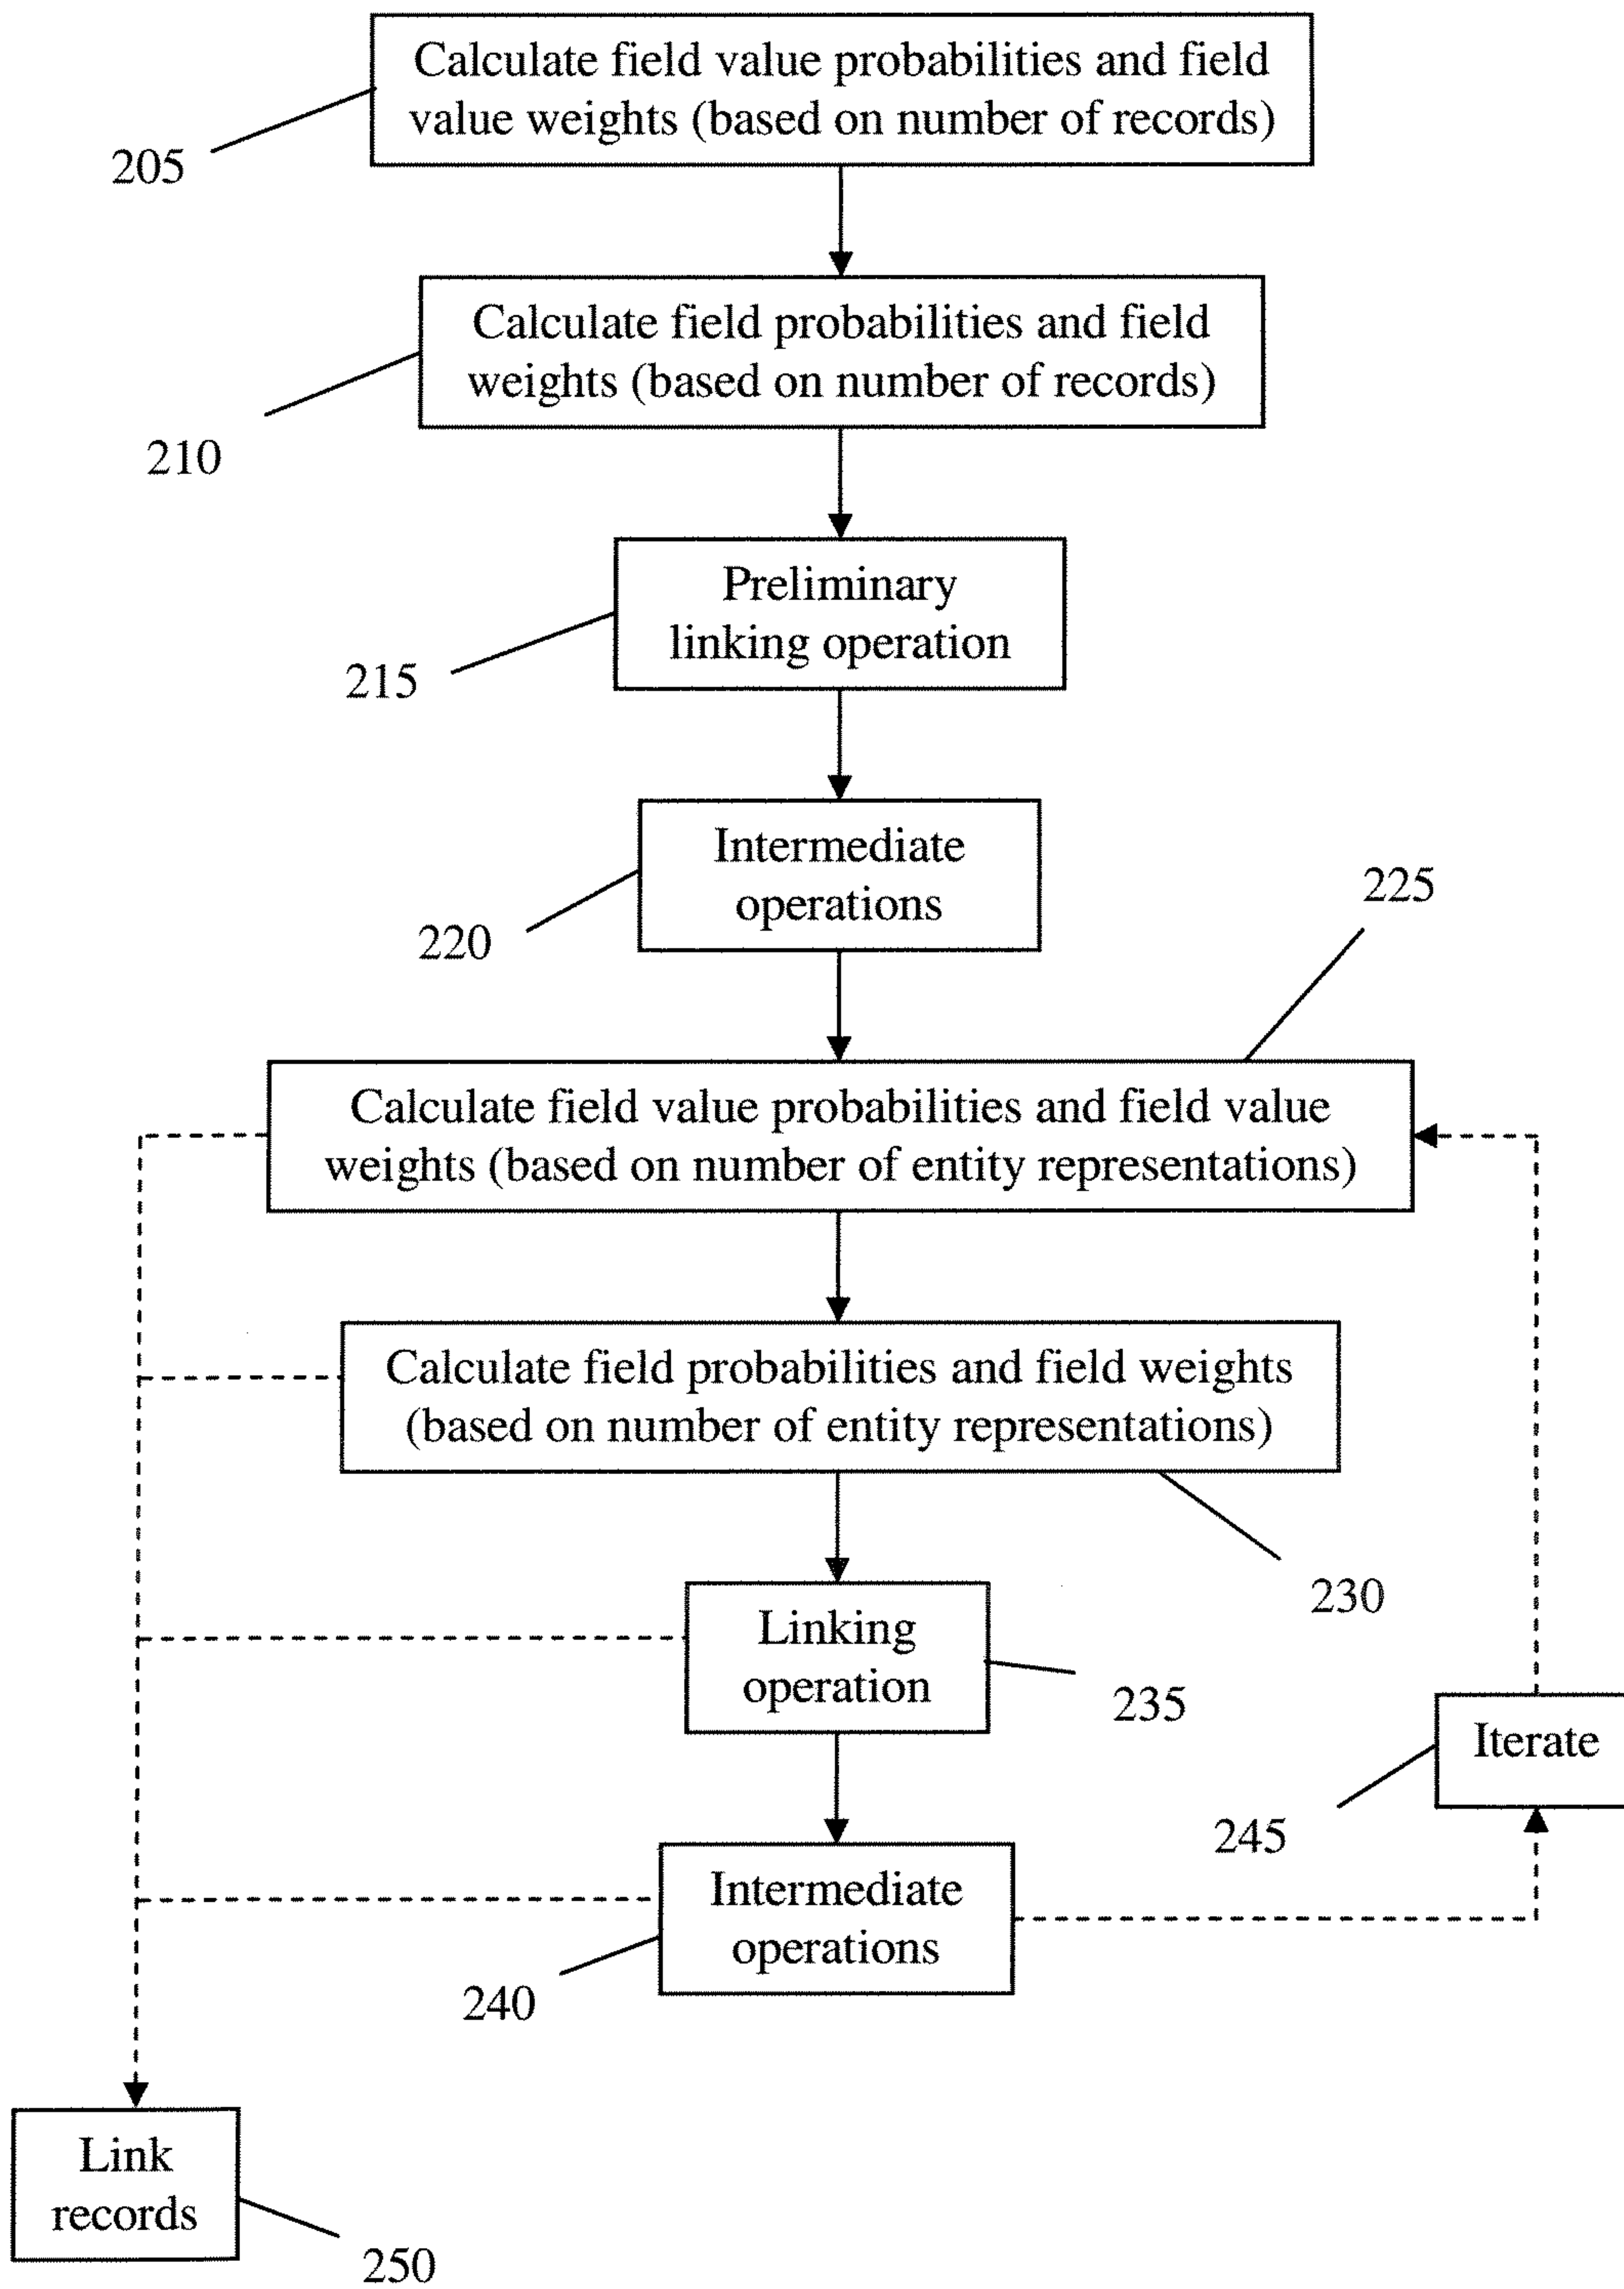 Calculate field value probabilities and field
value weights (based on number of records)
205
Calculate field probabilities and field
weights (based on number of records)
210
Preliminary
linking operation
215
Intermediate
operations
220
225
Calculate field value probabilities and field value
weights (based on number of entity representations)
Calculate field probabilities and field weights
(based on number of entity representations)
230
Linking
operation
235
Iterate
245
Intermediate
operations
240
Link
records
250